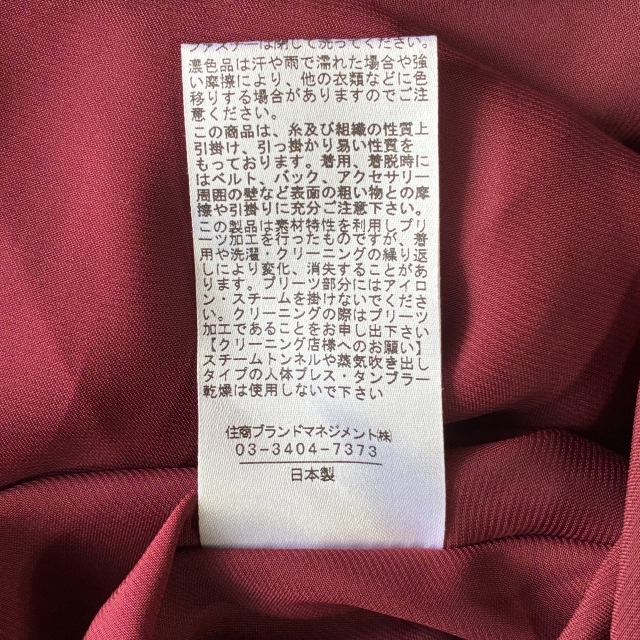 ファスナーは閉じて洗ってください。
濃色品は汗や雨で濡れた場合や強
い摩擦により、他の衣類などに色
移りする場合がありますのでご注
意ください。
この商品は、糸及び組織の性質上
引掛け、引っ掛かり易い性質を
もっております。着用、着脱時に
はベルト、バック、アクセサリー
周囲の壁など表面の粗い物との摩
擦や引掛りに充分ご注意下さい。
この製品は素材特性を利用しプリ
ーツ加工を行ったものですが、着
用や洗濯・クリーニングの繰り返
しにより変化、消失することがあ
ります。プリーツ部分にはアイロ
ン・スチームを掛けないでくださ
い。クリーニングの際はプリーツ
加工であることをお申し出下さい
【クリーニング店様へのお願い】
スチームトンネルや蒸気吹き出し
タイプの人体プレス・タンブラー
乾燥は使用しないで下さい
住商ブランドマネジメント㈱
03-3404-7373
日本製